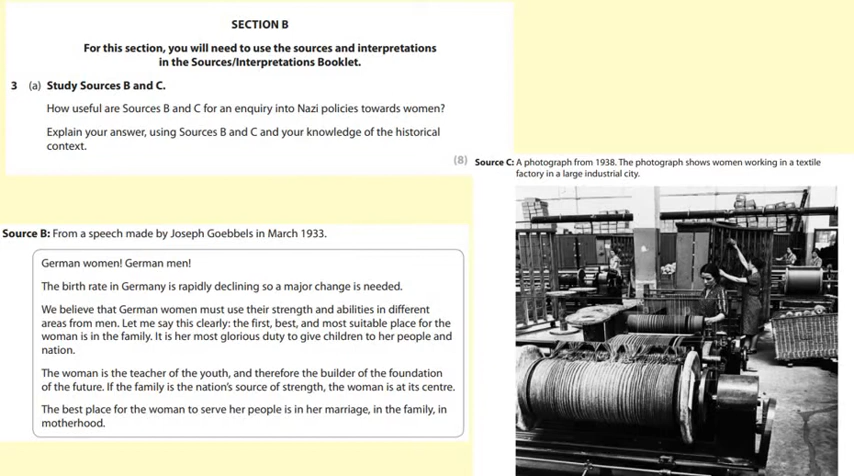 SECTION B
For this section, you will need to use the sources and interpretations
in the Sources/Interpretations Booklet.
3 (a) Study Sources B and C.
How useful are Sources B and C for an enquiry into Nazi policies towards women?
Explain your answer, using Sources B and C and your knowledge of the historical
context.
(8)
Source C: A photograph from 1938. The photograph shows women working in a textile
factory in a large industrial city.
Source B: From a speech made by Joseph Goebbels in March 1933.
German women! German men!
The birth rate in Germany is rapidly declining so a major change is needed.
We believe that German women must use their strength and abilities in different
areas from men. Let me say this clearly: the first, best, and most suitable place for the
woman is in the family. It is her most glorious duty to give children to her people and
nation.
The woman is the teacher of the youth, and therefore the builder of the foundation
of the future. If the family is the nation's source of strength, the woman is at its centre.
The best place for the woman to serve her people is in her marriage, in the family, in
motherhood.